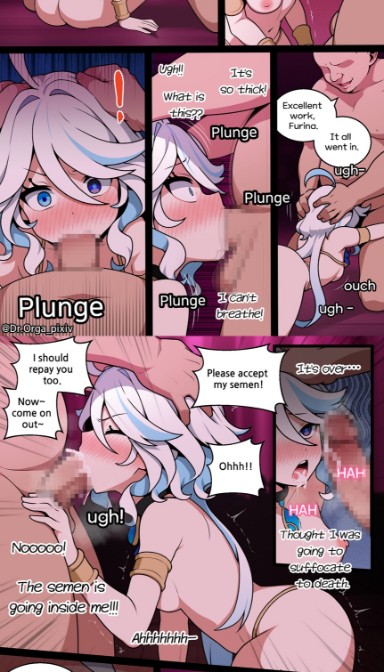 Ugh!!
What is
this??
It's
so thick!
Plunge
Excellent
work,
Furina.
It all
went in.
ugh~
Plunge
Plunge
Plunge
I can't
breathe!
ouch
ugh ~
@Dr.Orga_pixiv
I should
repay you
too.
Now~
come on
out~
Please accept
my semen!
It's over....
Ohhh!!
HAH
HAH
ugh!
Nooooo!
Thought I was
going to
suffocate
to death.
The semen is
going inside me!!!
Ahhhhhhh~